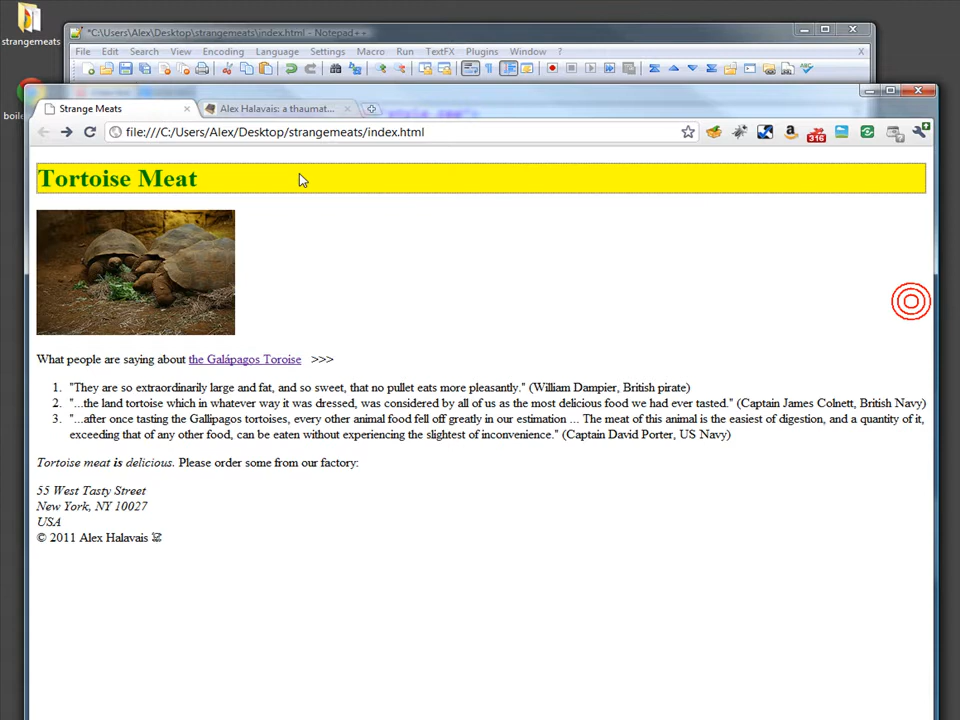 strangemeats
*C:\Users\Alex\Desktop\strangemeats\index.html - Notepad++
File Edit Search View Encoding Language Settings Macro Run TextFX Plugins Window ? X
Strange Meats
Alex Halavais: a thaumat...
file:///C:/Users/Alex/Desktop/strangemeats/index.html
316
Tortoise Meat
What people are saying about the Galápagos Toroise >>>
1. "They are so extraordinarily large and fat, and so sweet, that no pullet eats more pleasantly." (William Dampier, British pirate)
2. "...the land tortoise which in whatever way it was dressed, was considered by all of us as the most delicious food we had ever tasted." (Captain James Colnett, British Navy)
3. "...after once tasting the Gallipagos tortoises, every other animal food fell off greatly in our estimation ... The meat of this animal is the easiest of digestion, and a quantity of it,
exceeding that of any other food, can be eaten without experiencing the slightest of inconvenience." (Captain David Porter, US Navy)
Tortoise meat is delicious. Please order some from our factory:
55 West Tasty Street
New York, NY 10027
USA
© 2011 Alex Halavais